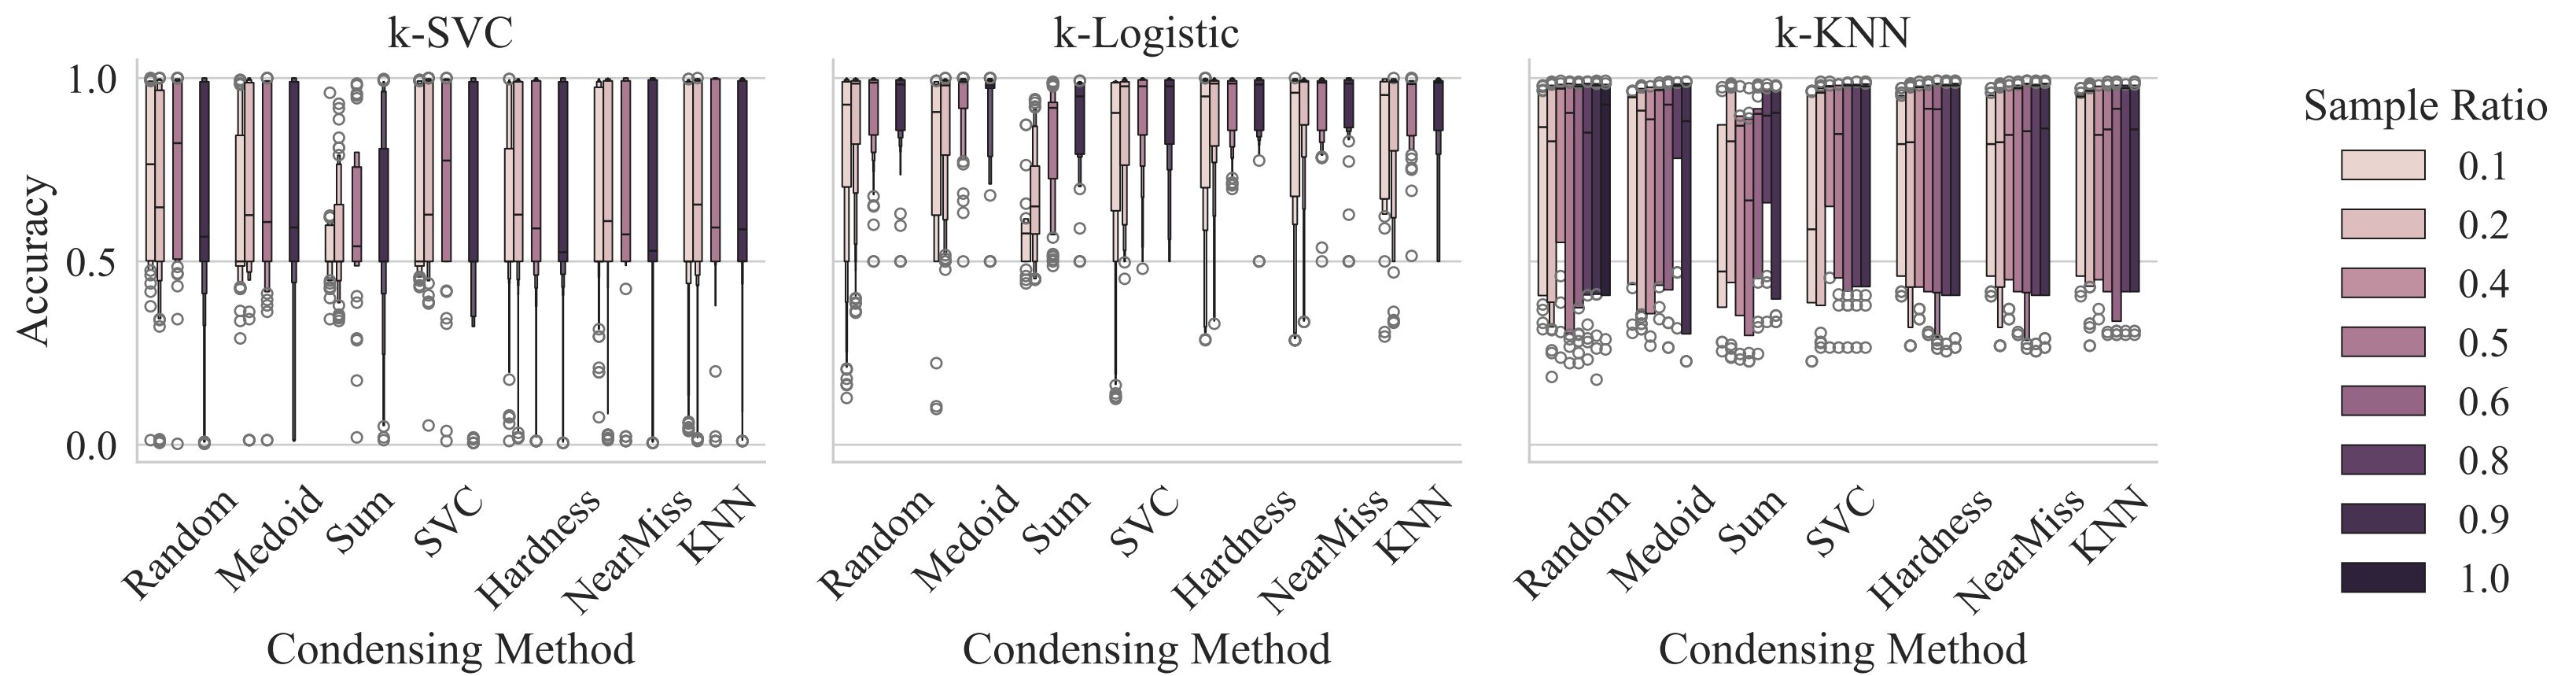 k-SVC
k-Logistic
k-KNN
Accuracy
1.0
0.5
0.0
Random
Medoid
Sum
SVC
Hardness
NearMiss
KNN
Condensing Method
Random
Medoid
Sum
SVC
Hardness
NearMiss
KNN
Condensing Method
Random
Medoid
Sum
SVC
Hardness
NearMiss
KNN
Condensing Method
Sample Ratio
0.1
0.2
0.4
0.5
0.6
0.8
0.9
1.0